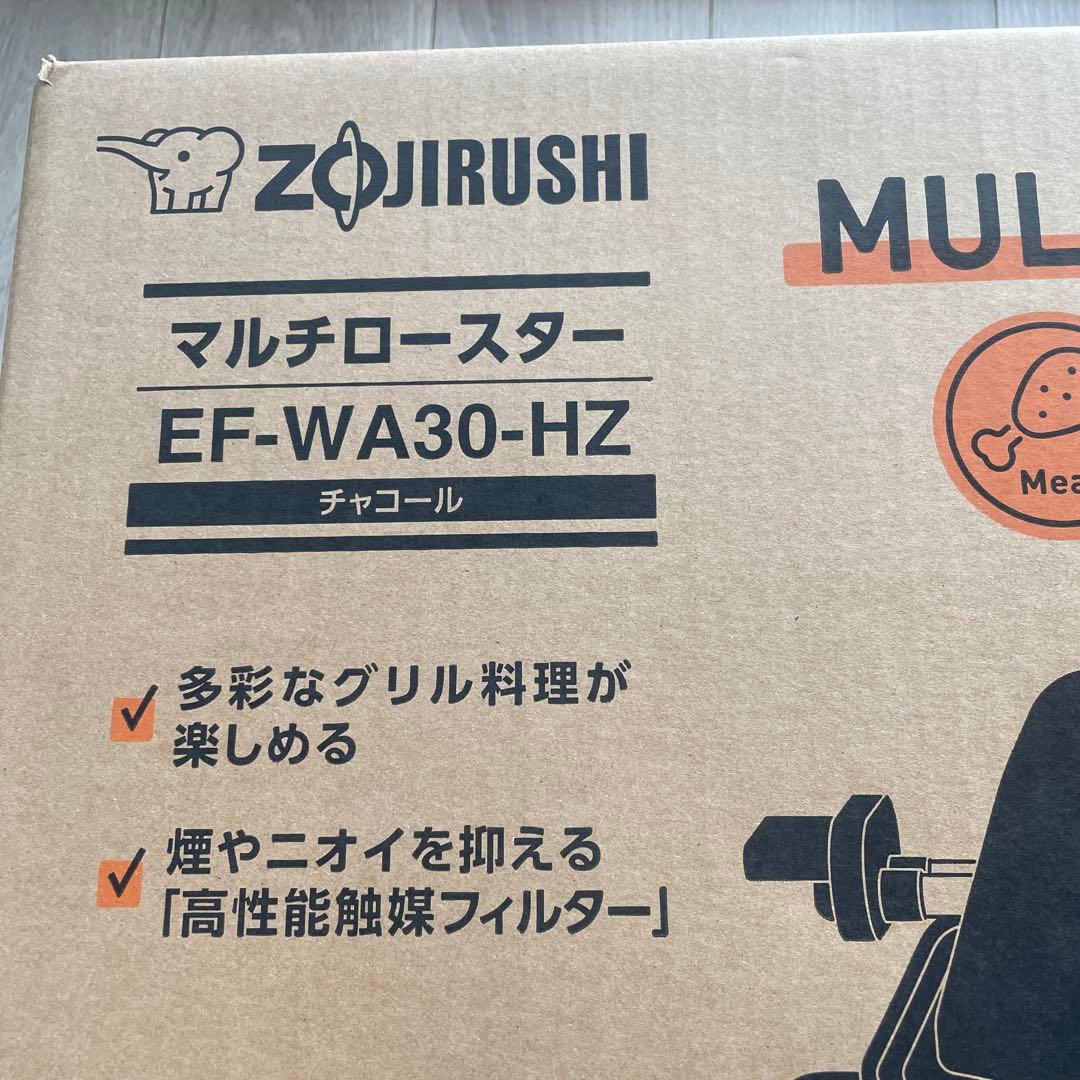 ZOJIRUSHI
マルチロースター
EF-WA30-HZ
チャコール
多彩なグリル料理が
楽しめる
煙やニオイを抑える
「高性能触媒フィルター」
MUL
Mea